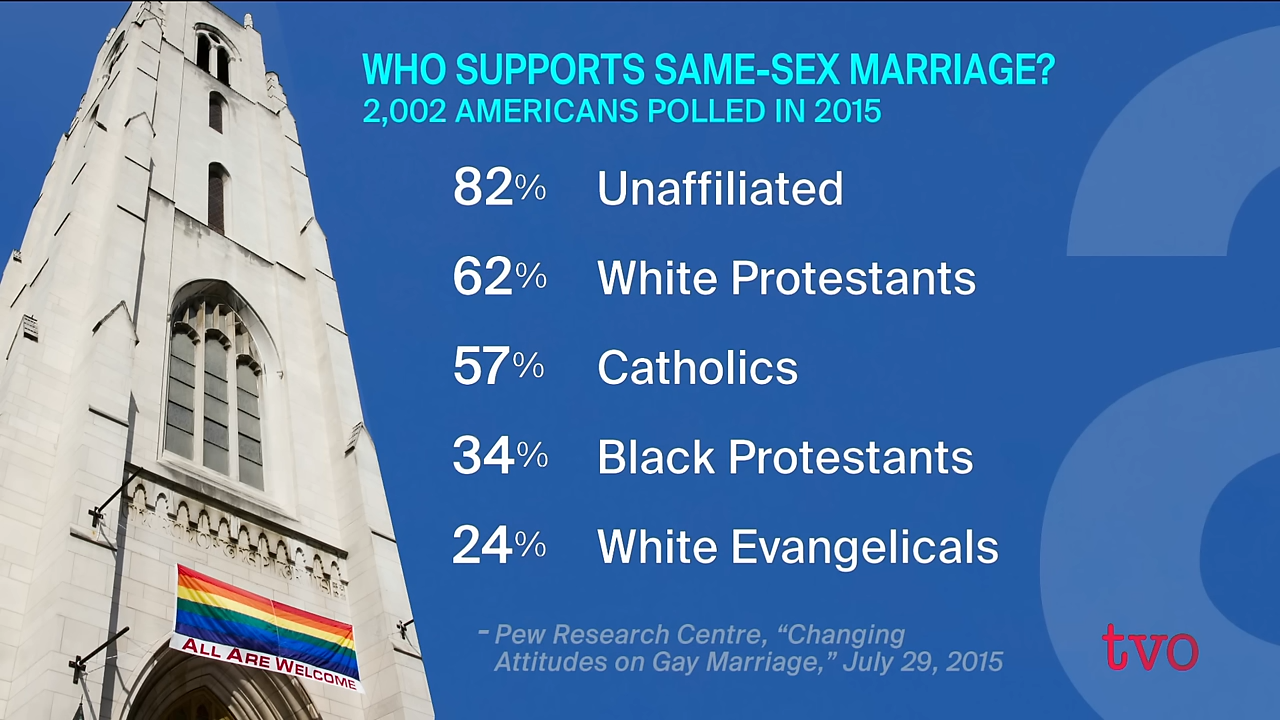 WHO SUPPORTS SAME-SEX MARRIAGE?
2,002 AMERICANS POLLED IN 2015
82% Unaffiliated
62% White Protestants
57% Catholics
34% Black Protestants
24% White Evangelicals
- Pew Research Centre, “Changing
Attitudes on Gay Marriage,” July 29, 2015
tvo
ALL ARE WELCOME